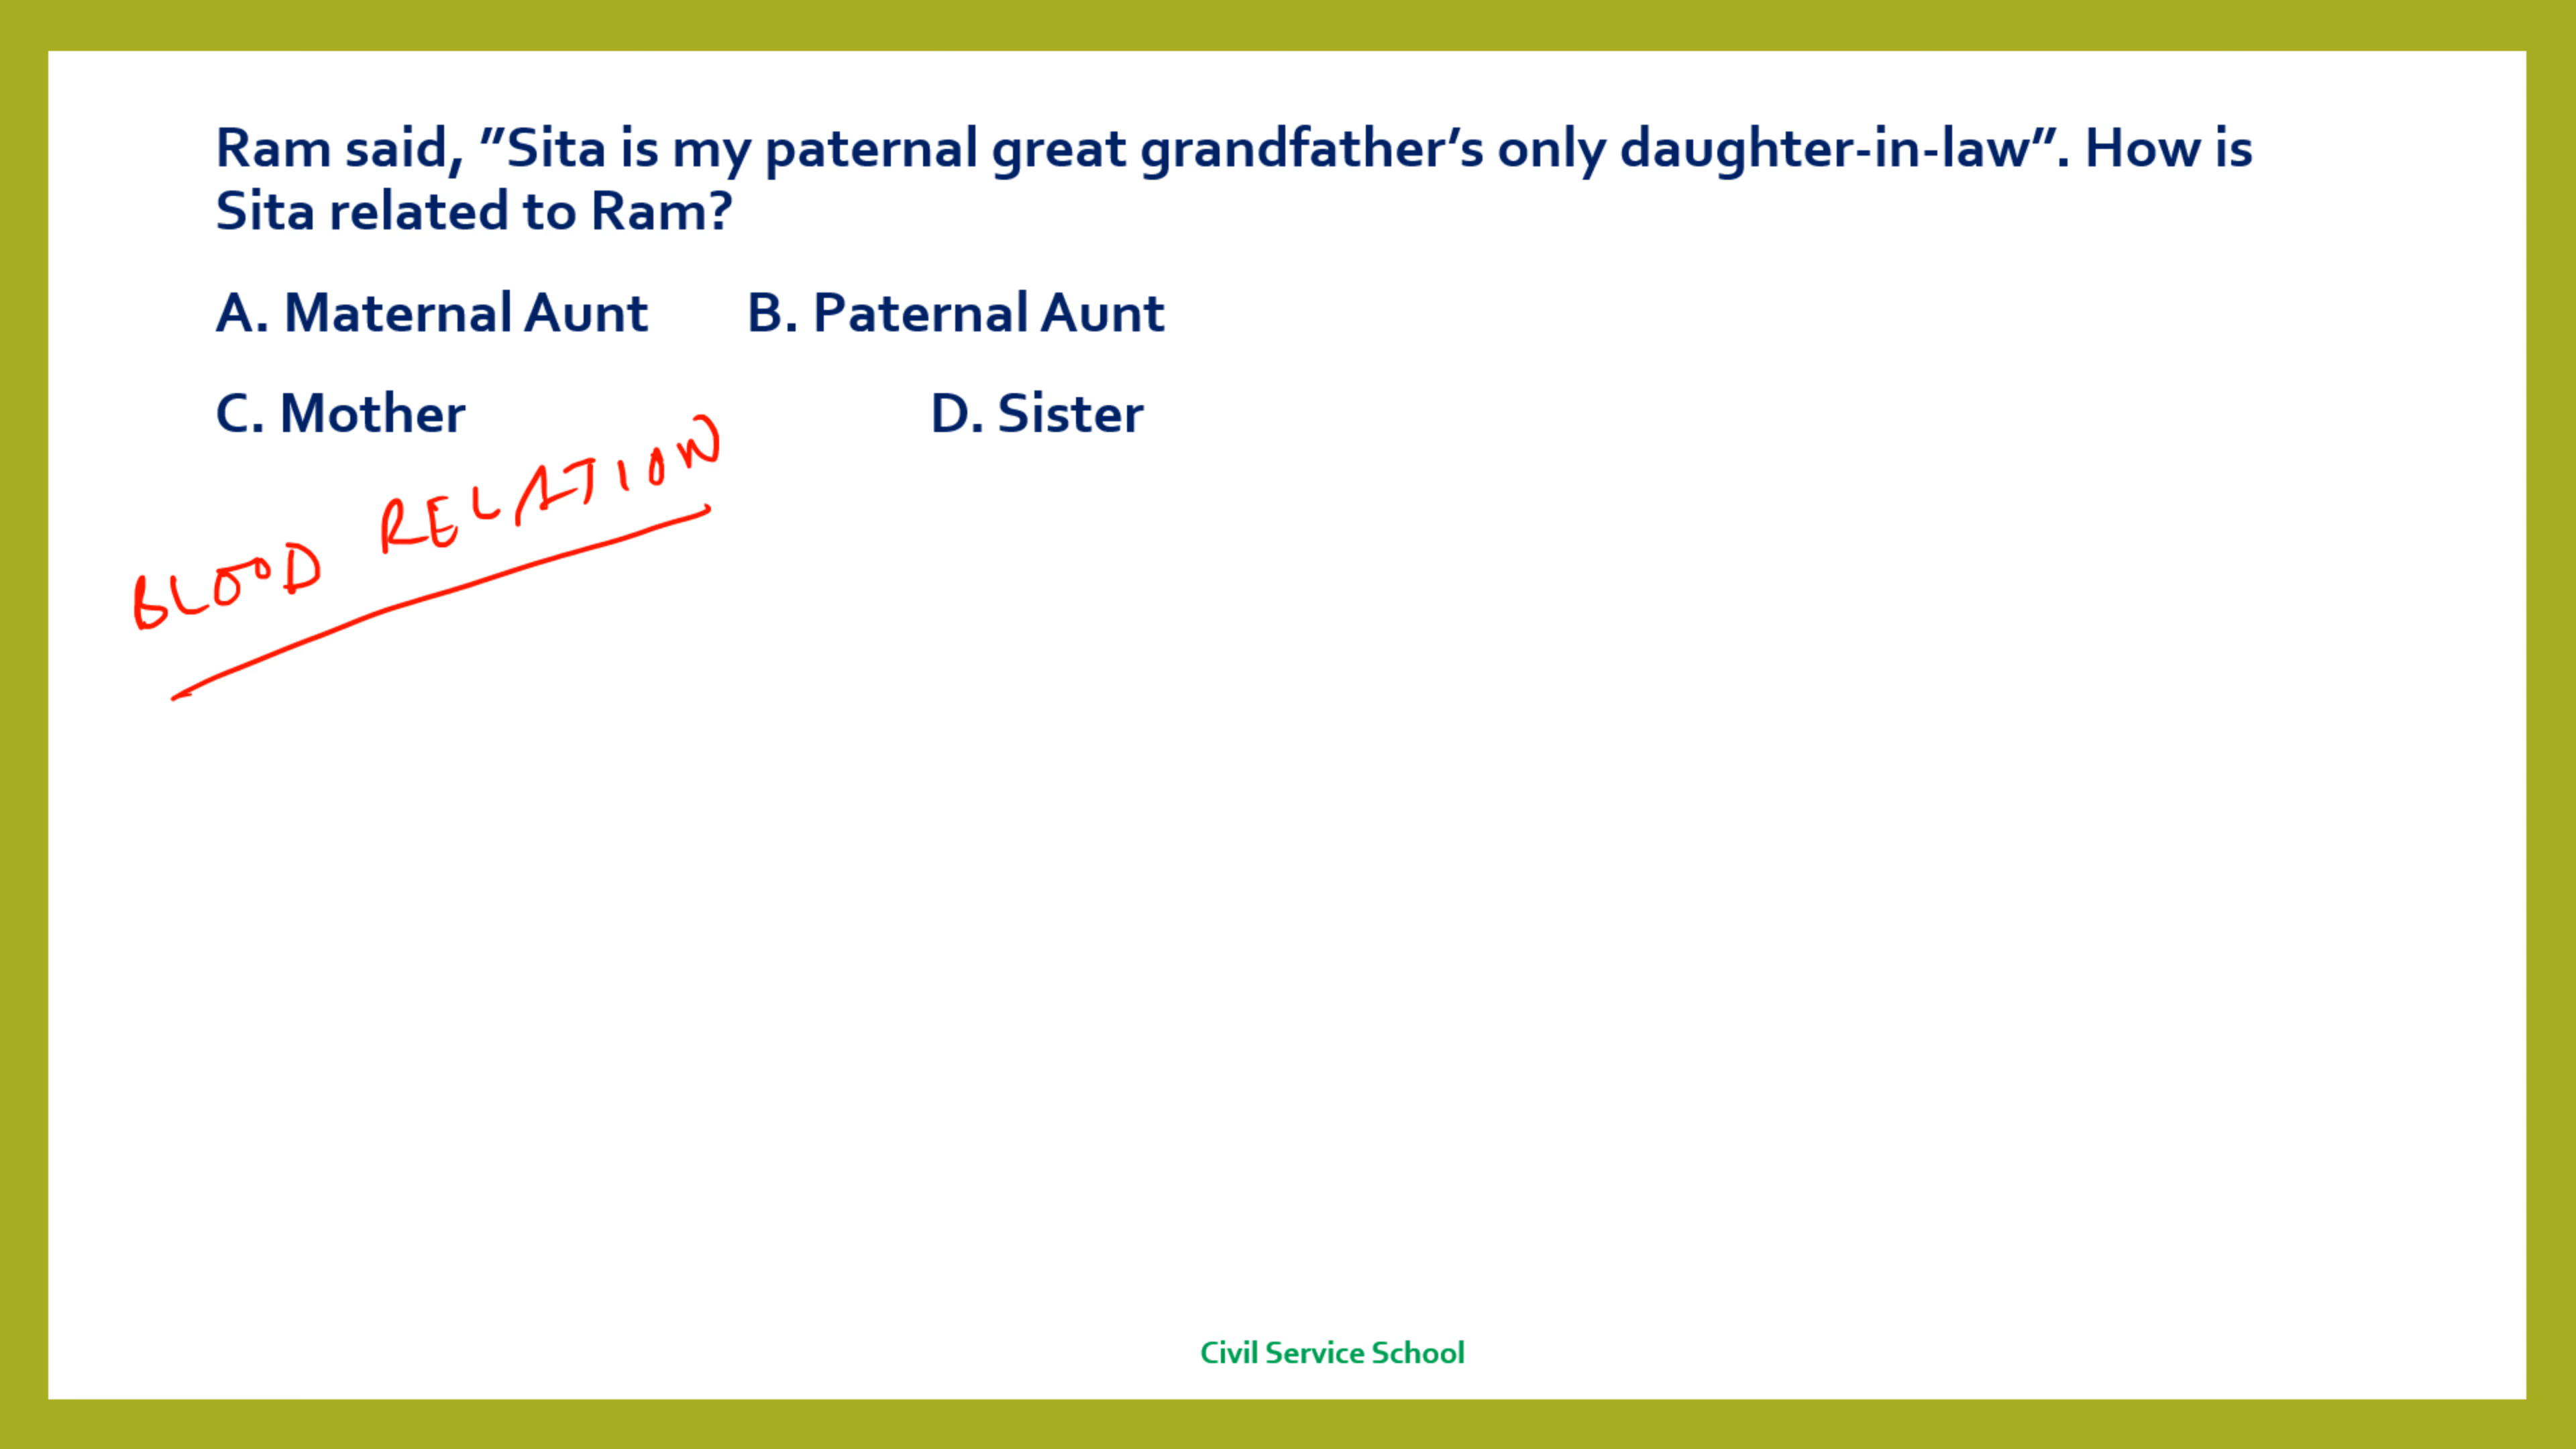 Ram said, ”Sita is my paternal great grandfather’s only daughter-in-law”. How is
Sita related to Ram?
A. Maternal Aunt B. Paternal Aunt
C. Mother D. Sister
BLOOD RELATION
Civil Service School